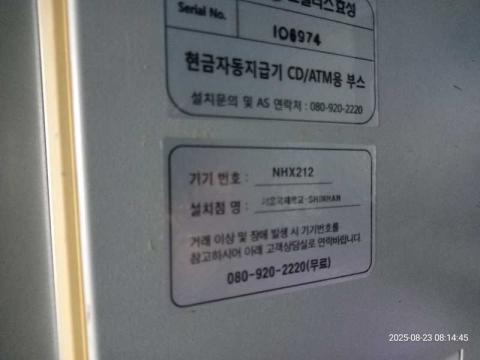 Serial No.
106974
현금자동지급기 CD/ATM용 부스
설치문의 및 AS 연락처 : 080-920-2220
기기 번호 : NHX212
설치점 명 : -SHINHAN
거래 이상 및 장애 발생 시 기기번호를
참고하시어 아래 고객상담실로 연락바랍니다.
080-920-2220(무료)
2025-08-23 08:14:45